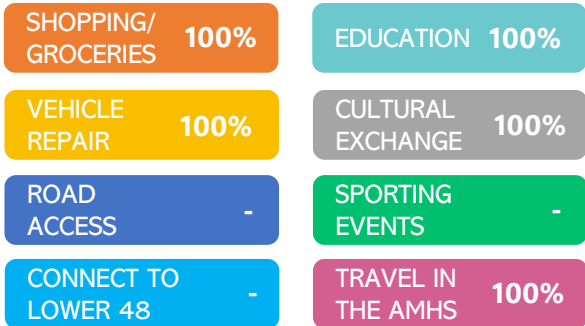 SHOPPING/
GROCERIES 100%
EDUCATION 100%
VEHICLE
REPAIR 100%
CULTURAL
EXCHANGE 100%
ROAD
ACCESS -
SPORTING
EVENTS -
CONNECT TO
LOWER 48 -
TRAVEL IN
THE AMHS 100%